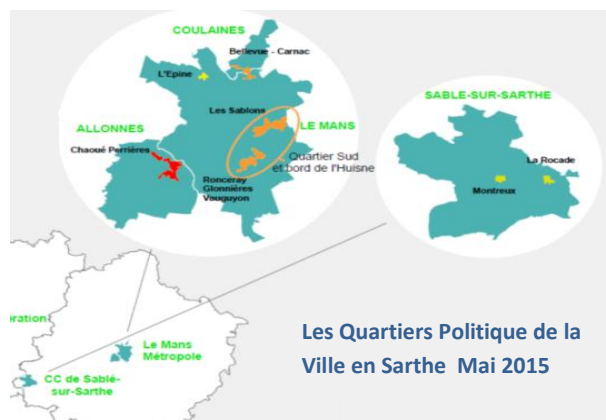 COULAINES
Bellevue - Carnac
L'Epine
Les Sablons
LE MANS
ALLONNES
Chaoué Perrières
Quartier Sud
et bord de l'Huisne
Ronceray
Glonnières
Vauguyon
SABLE-SUR-SARTHE
La Rocade
Montreux
ération
Le Mans
Métropole
CC de Sablé-
sur-Sarthe
Les Quartiers Politique de la
Ville en Sarthe Mai 2015